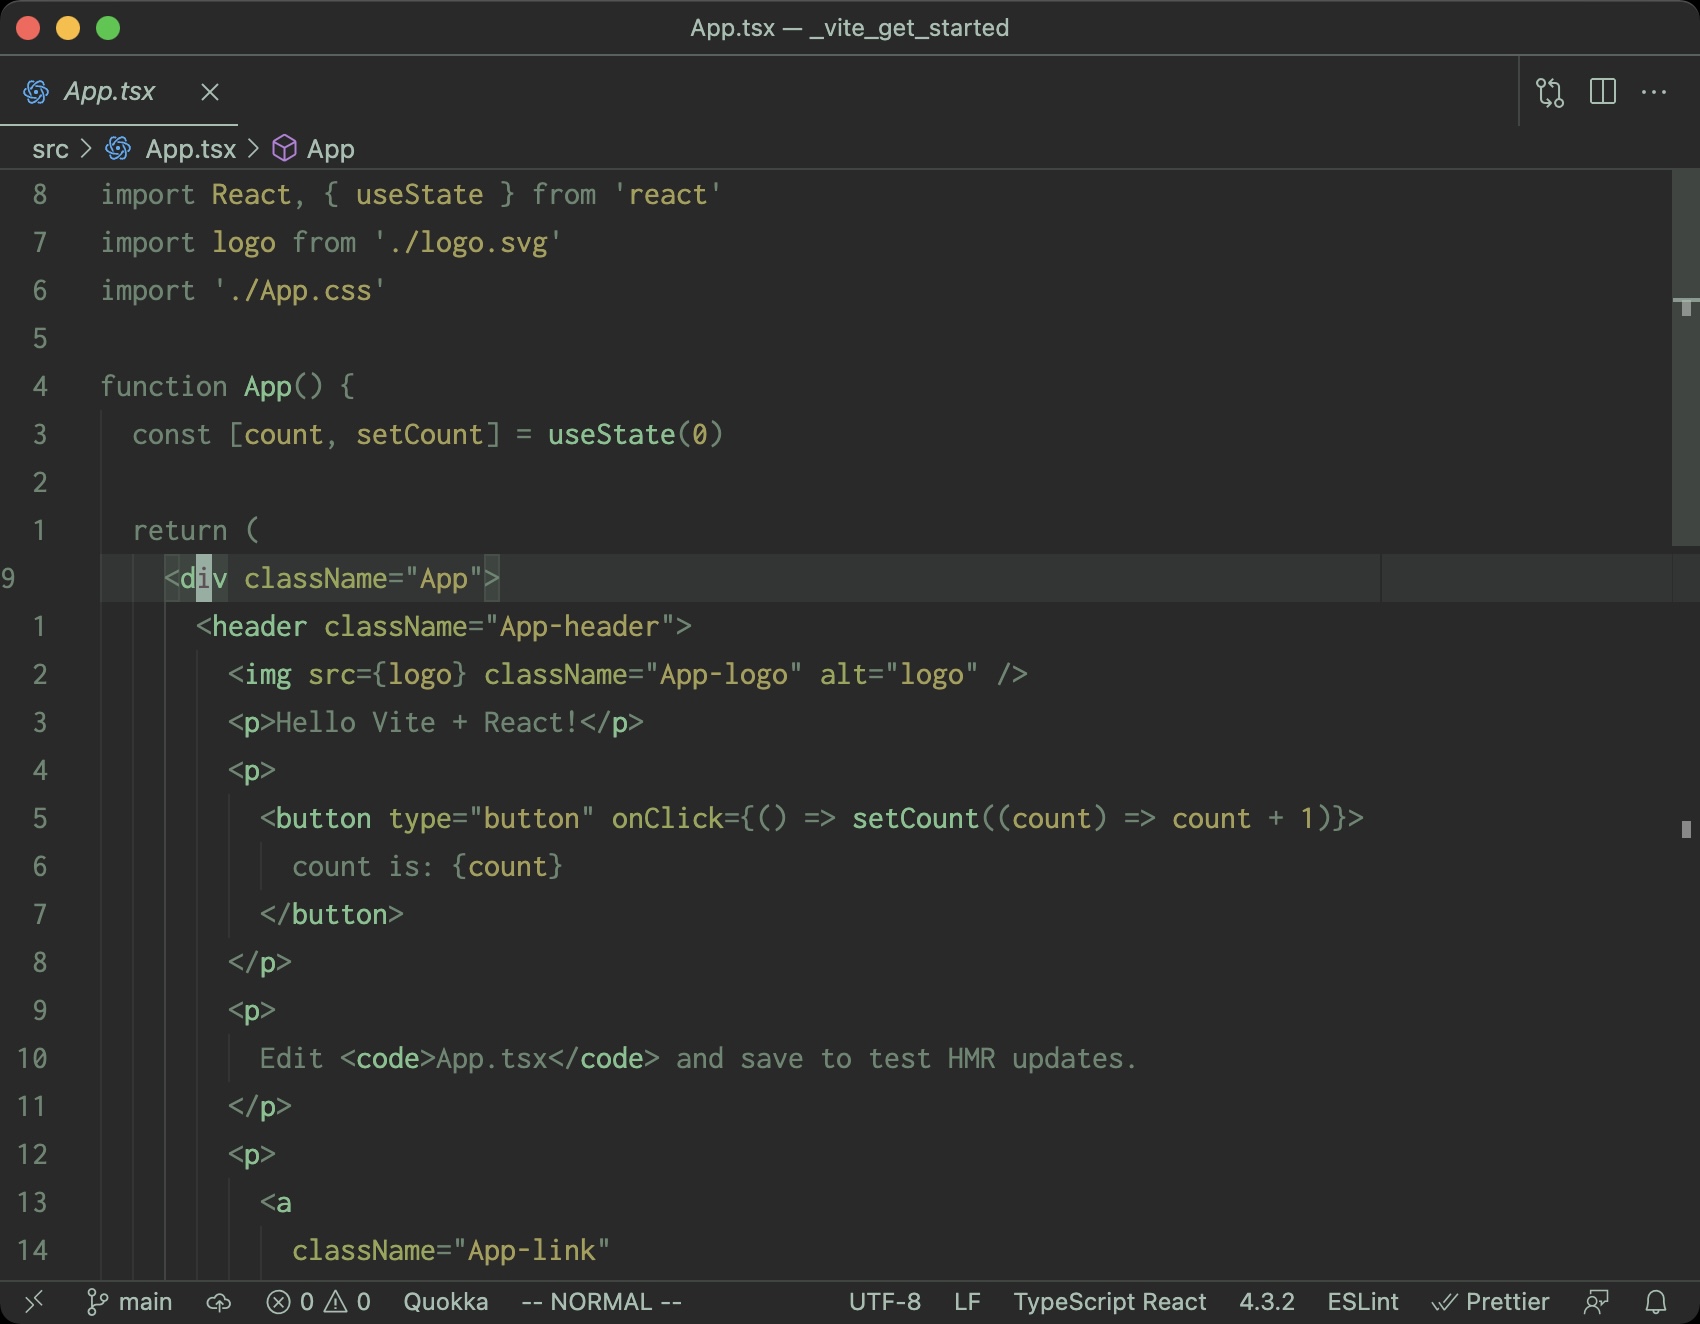 App.tsx — _vite_get_started
App.tsx
src > App.tsx > App
8 import React, { useState } from 'react'
7 import logo from './logo.svg'
6 import './App.css'
5
4 function App() {
3 const [count, setCount] = useState(0)
2
1 return (
9 <div className="App">
1 <header className="App-header">
2 <img src={logo} className="App-logo" alt="logo" />
3 <p>Hello Vite + React!</p>
4 <p>
5 <button type="button" onClick={() => setCount((count) => count + 1)}>
6 count is: {count}
7 </button>
8 </p>
9 <p>
10 Edit <code>App.tsx</code> and save to test HMR updates.
11 </p>
12 <p>
13 <a
14 className="App-link"
main 0 0 Quokka -- NORMAL -- UTF-8 LF TypeScript React 4.3.2 ESLint Prettier